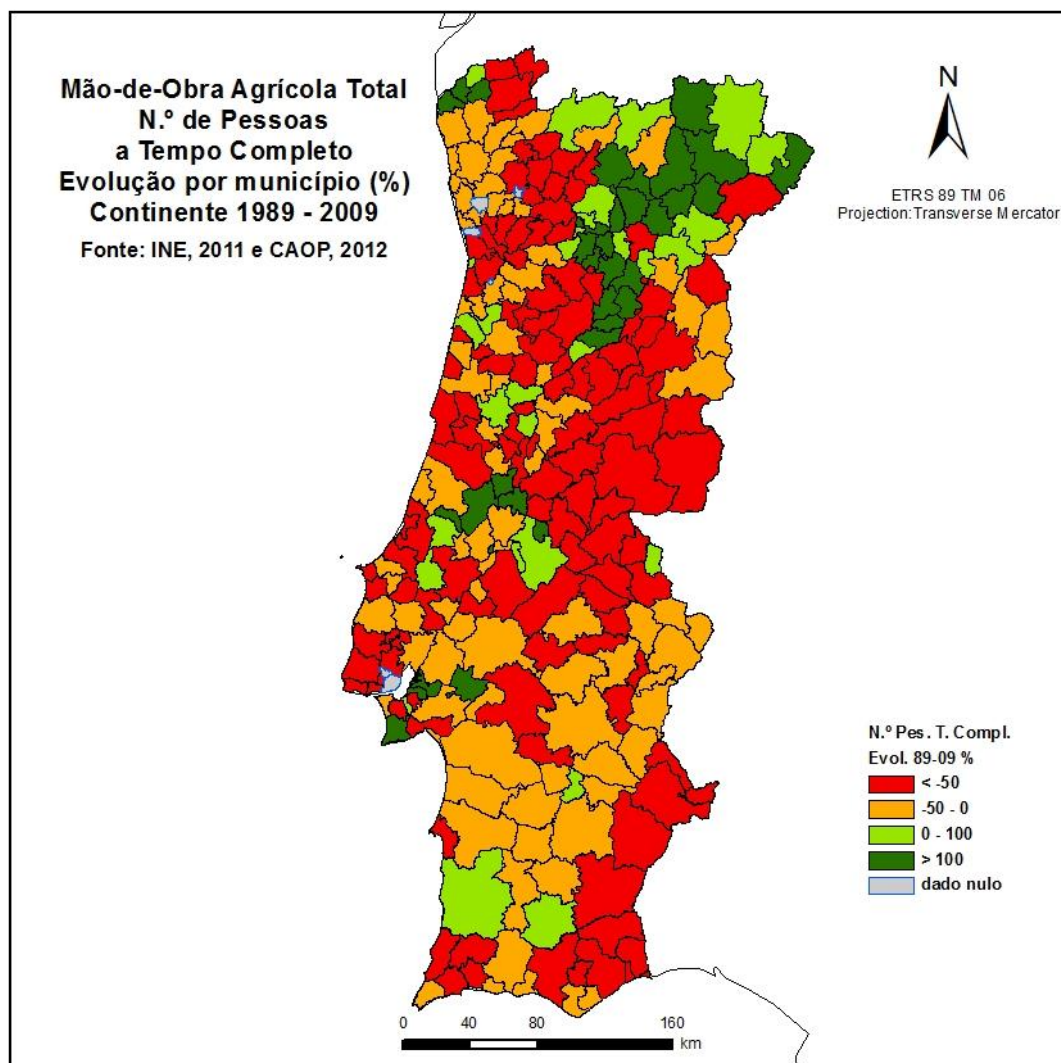 Mão-de-Obra Agrícola Total
N.º de Pessoas
a Tempo Completo
Evolução por município (%)
Continente 1989 - 2009
Fonte: INE, 2011 e CAOP, 2012
N
ETRS 89 TM 06
Projection: Transverse Mercator
N.º Pes. T. Compl.
Evol. 89-09 %
< -50
-50 - 0
0 - 100
> 100
dado nulo
0 40 80 160
km